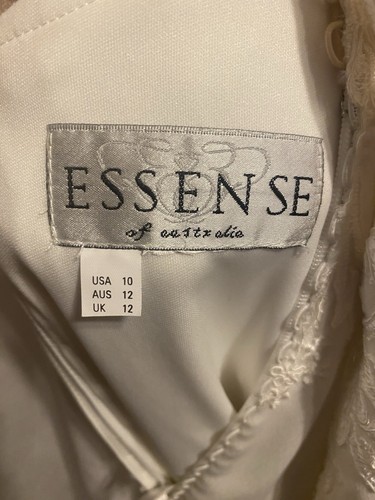 ESSENSE
of australia
USA 10
AUS 12
UK 12